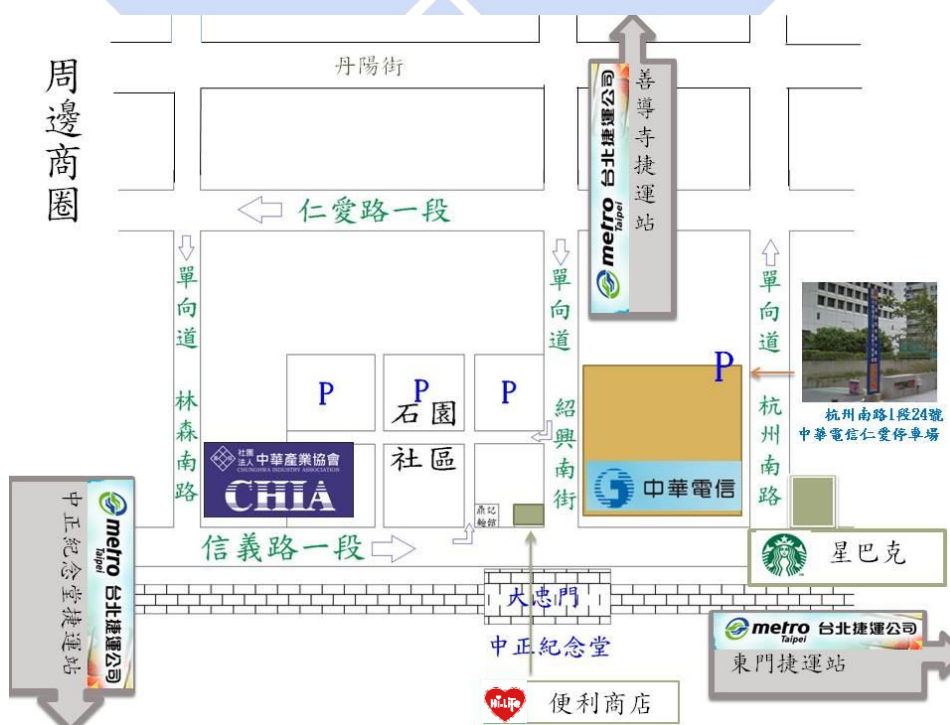 周邊商圈
丹陽街
仁愛路一段
善導寺捷運站
metro
Taipei
台北捷運公司
單向道
單向道
單向道
P
P
P
P
石園
社區
林森南路
紹興南街
杭州南路
杭州南路1段24號
中華電信仁愛停車場
社團
法人
中華產業協會
CHUNGHWA INDUSTRY ASSOCIATION
CHIA
中華電信
信義路一段
星巴克
中正紀念堂捷運站
metro
Taipei
台北捷運公司
大忠門
中正紀念堂
metro
Taipei
台北捷運公司
東門捷運站
Hi-Life
便利商店